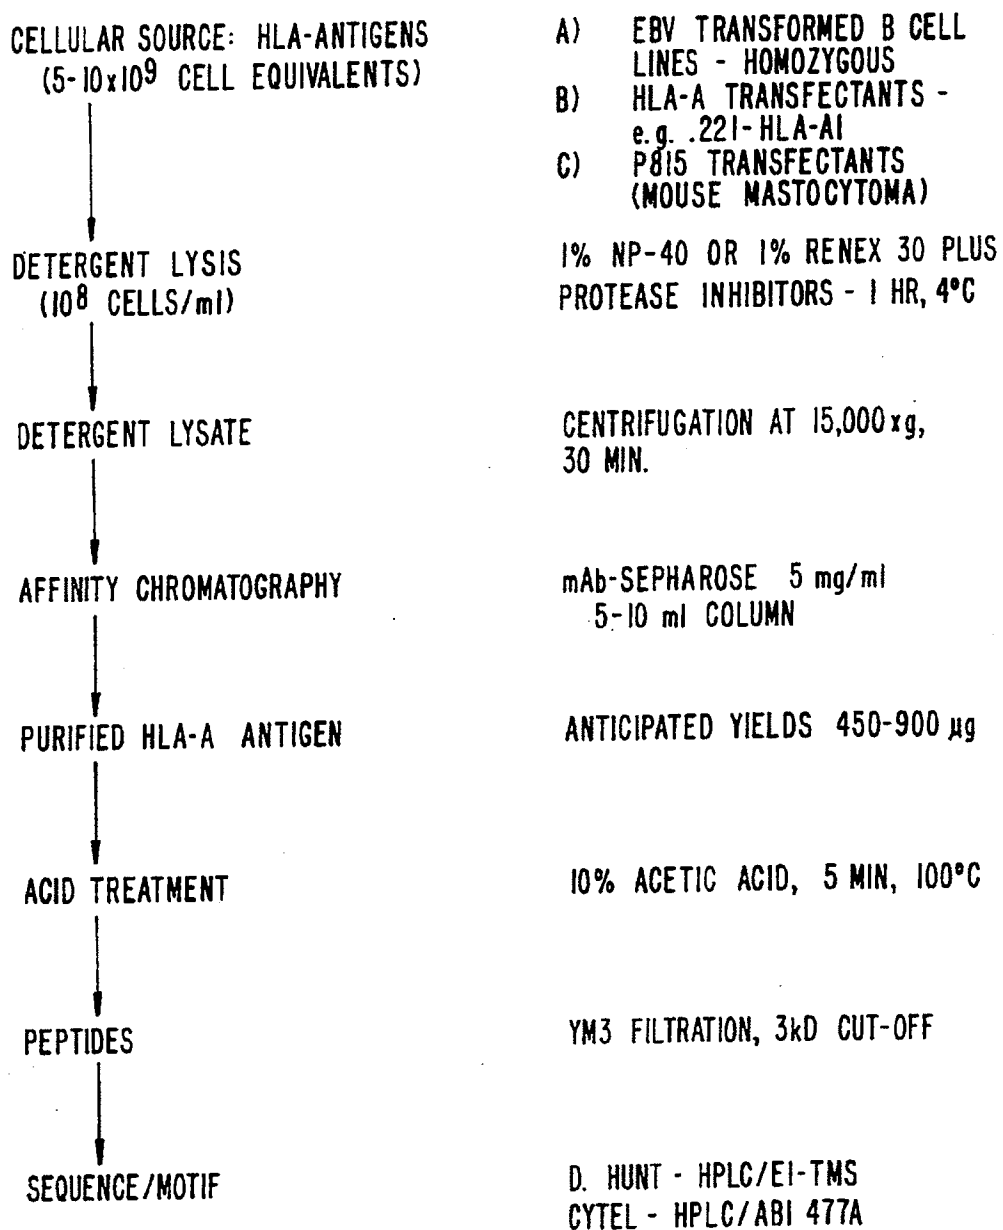 CELLULAR SOURCE: HLA-ANTIGENS
(5-10x10⁹ CELL EQUIVALENTS)
A) EBV TRANSFORMED B CELL
LINES - HOMOZYGOUS
B) HLA-A TRANSFECTANTS -
e.g. .221-HLA-A1
C) P815 TRANSFECTANTS
(MOUSE MASTOCYTOMA)
DETERGENT LYSIS
(10⁸ CELLS/ml)
1% NP-40 OR 1% RENEX 30 PLUS
PROTEASE INHIBITORS - 1 HR, 4°C
DETERGENT LYSATE
CENTRIFUGATION AT 15,000xg,
30 MIN.
AFFINITY CHROMATOGRAPHY
mAb-SEPHAROSE 5 mg/ml
5-10 ml COLUMN
PURIFIED HLA-A ANTIGEN
ANTICIPATED YIELDS 450-900 µg
ACID TREATMENT
10% ACETIC ACID, 5 MIN, 100°C
PEPTIDES
YM3 FILTRATION, 3kD CUT-OFF
SEQUENCE/MOTIF
D. HUNT - HPLC/EI-TMS
CYTEL - HPLC/ABI 477A